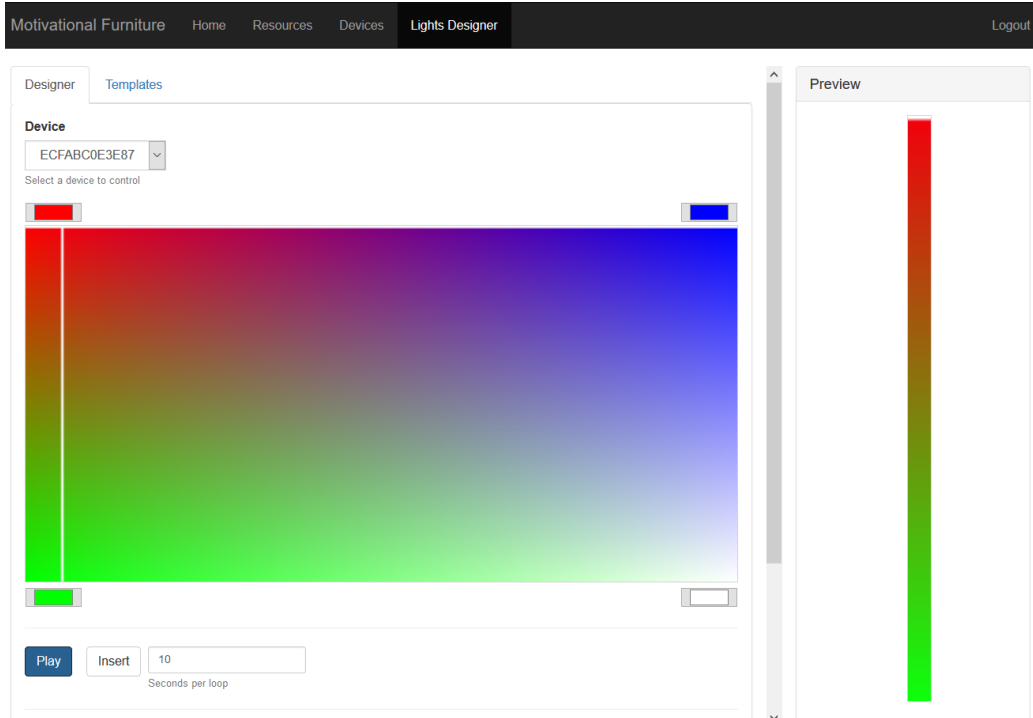 Motivational Furniture Home Resources Devices Lights Designer Logout
Designer Templates
Preview
Device
ECFABC0E3E87
Select a device to control
Play Insert 10
Seconds per loop